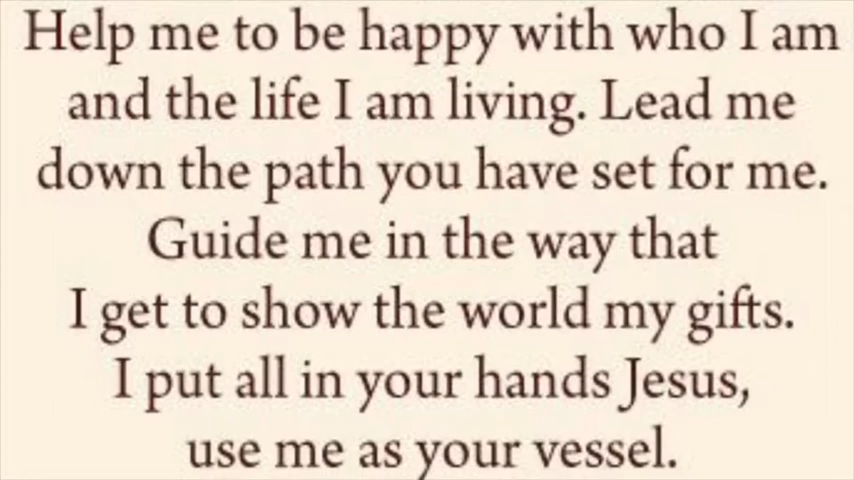 Help me to be happy with who I am
and the life I am living. Lead me
down the path you have set for me.
Guide me in the way that
I get to show the world my gifts.
I put all in your hands Jesus,
use me as your vessel.